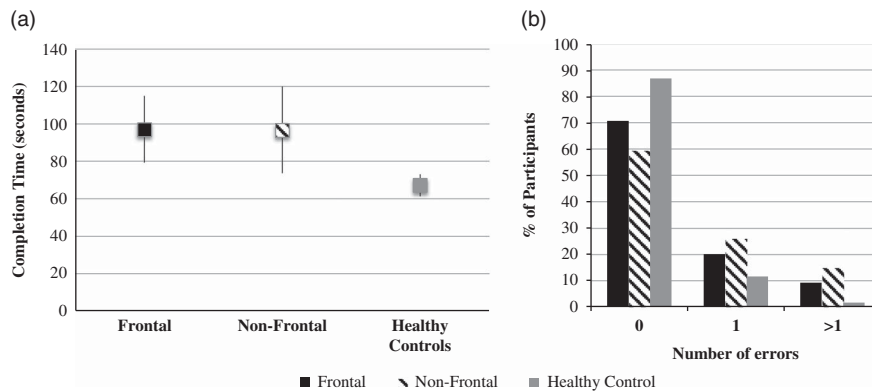 (a)
Completion Time (seconds)
140
120
100
80
60
40
20
0
Frontal
Non-Frontal
Healthy
Controls
(b)
% of Participants
100
90
80
70
60
50
40
30
20
10
0
0
1
>1
Number of errors
Frontal
Non-Frontal
Healthy Control